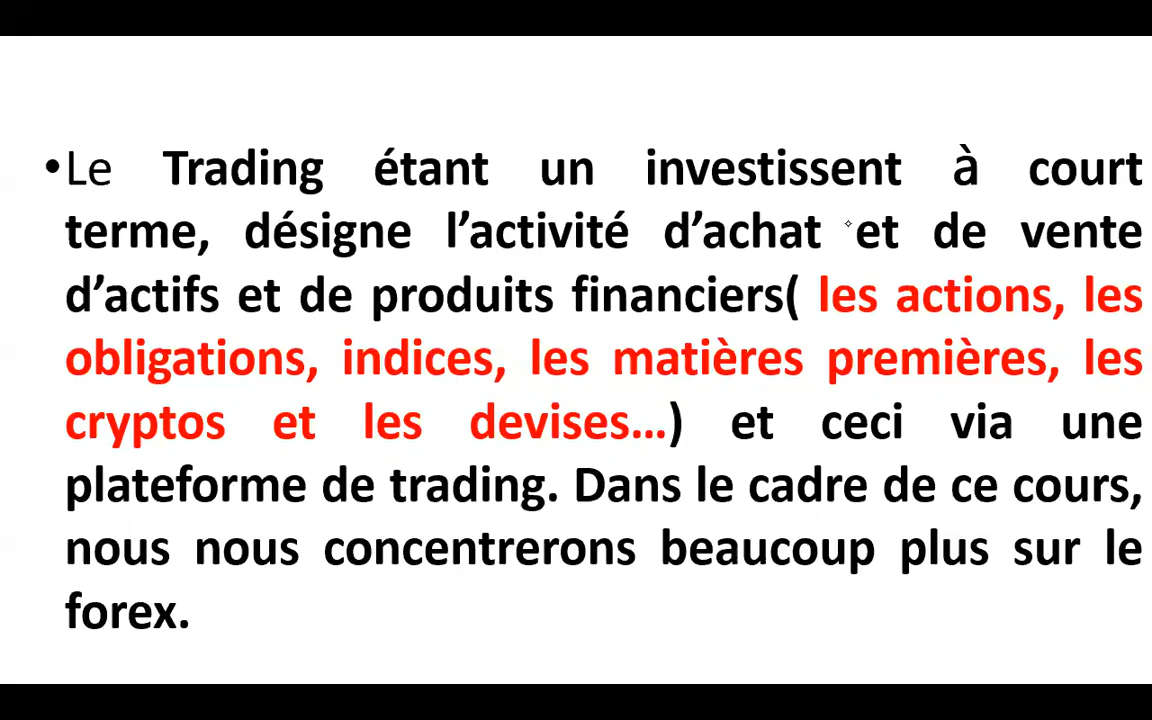 •Le Trading étant un investissent à court
terme, désigne l’activité d’achat et de vente
d’actifs et de produits financiers( les actions, les
obligations, indices, les matières premières, les
cryptos et les devises…) et ceci via une
plateforme de trading. Dans le cadre de ce cours,
nous nous concentrerons beaucoup plus sur le
forex.